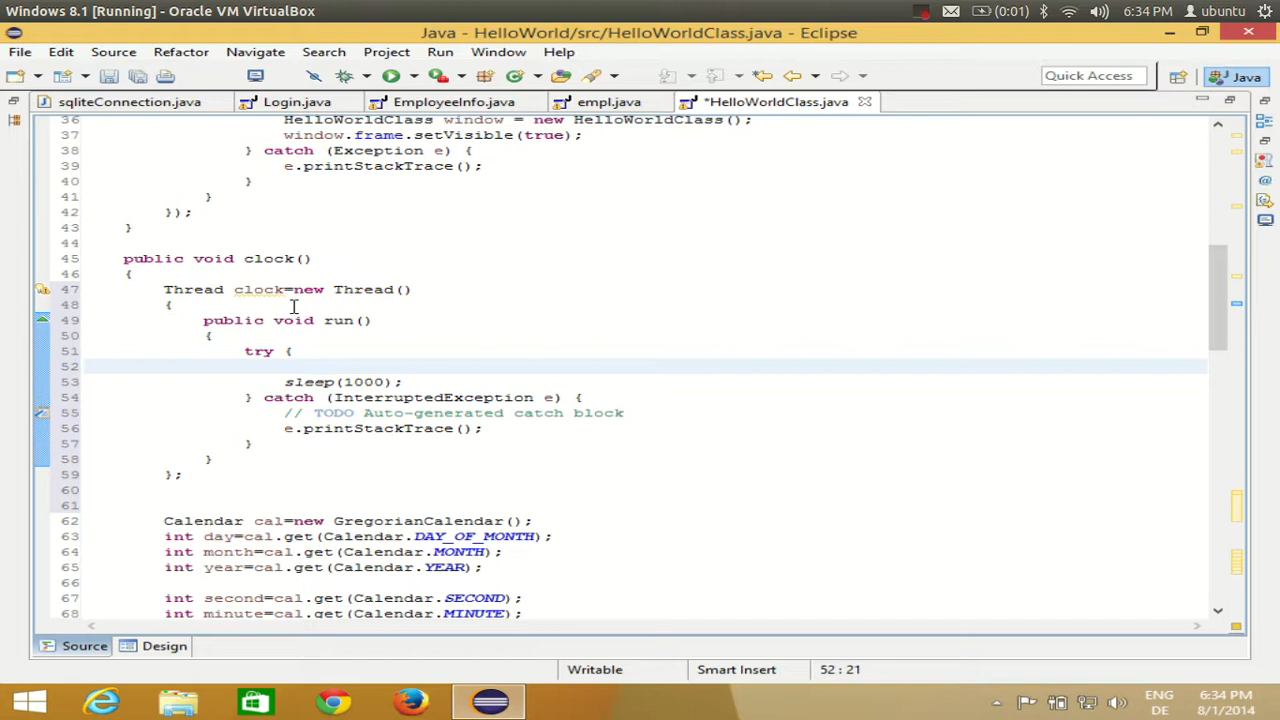 Windows 8.1 [Running] - Oracle VM VirtualBox
(0:01) 6:34 PM ubuntu
Java - HelloWorld/src/HelloWorldClass.java - Eclipse
File Edit Source Refactor Navigate Search Project Run Window Help
Quick Access Java
sqliteConnection.java Login.java EmployeeInfo.java empl.java *HelloWorldClass.java
36 HelloWorldClass window = new HelloWorldClass();
37 window.frame.setVisible(true);
38 } catch (Exception e) {
39 e.printStackTrace();
40 }
41 }
42 });
43 }
44
45 public void clock()
46 {
47 Thread clock=new Thread()
48 {
49 public void run()
50 {
51 try {
52
53 sleep(1000);
54 } catch (InterruptedException e) {
55 // TODO Auto-generated catch block
56 e.printStackTrace();
57 }
58 }
59 };
60
61
62 Calendar cal=new GregorianCalendar();
63 int day=cal.get(Calendar.DAY_OF_MONTH);
64 int month=cal.get(Calendar.MONTH);
65 int year=cal.get(Calendar.YEAR);
66
67 int second=cal.get(Calendar.SECOND);
68 int minute=cal.get(Calendar.MINUTE);
Source Design
Writable Smart Insert 52 : 21
ENG 6:34 PM
DE 8/1/2014